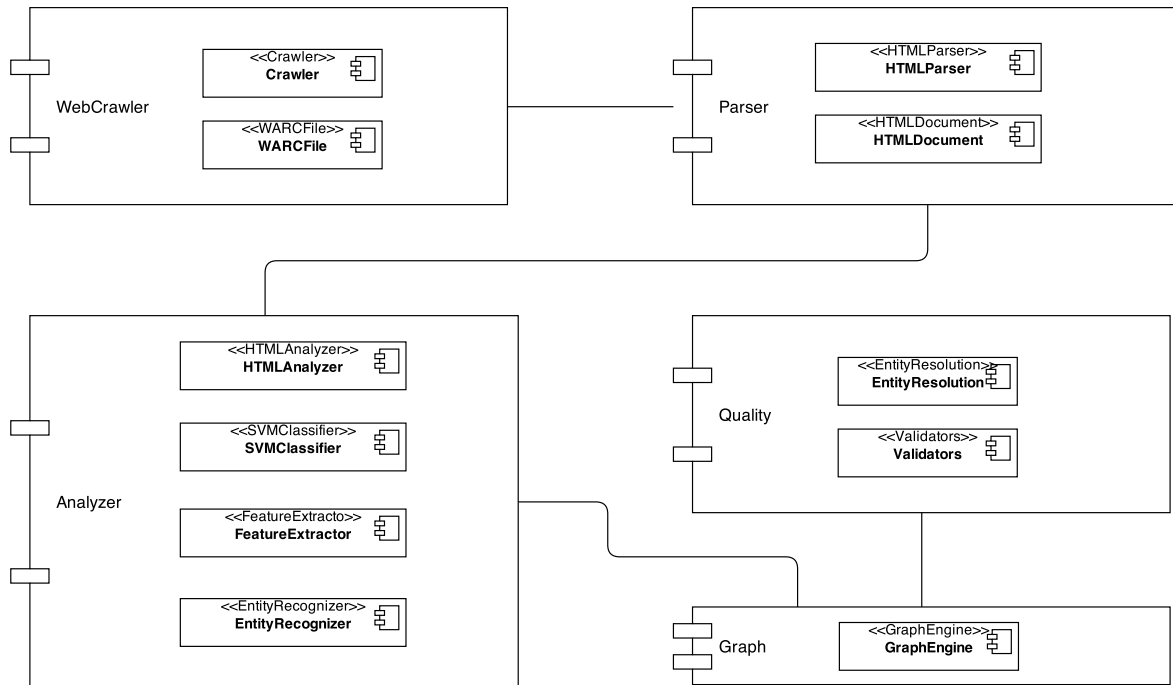 WebCrawler
<<Crawler>>
Crawler
<<WARCFile>>
WARCFile
Parser
<<HTMLParser>>
HTMLParser
<<HTMLDocument>>
HTMLDocument
Analyzer
<<HTMLAnalyzer>>
HTMLAnalyzer
<<SVMClassifier>>
SVMClassifier
<<FeatureExtracto>>
FeatureExtractor
<<EntityRecognizer>>
EntityRecognizer
Quality
<<EntityResolution>>
EntityResolution
<<Validators>>
Validators
Graph
<<GraphEngine>>
GraphEngine